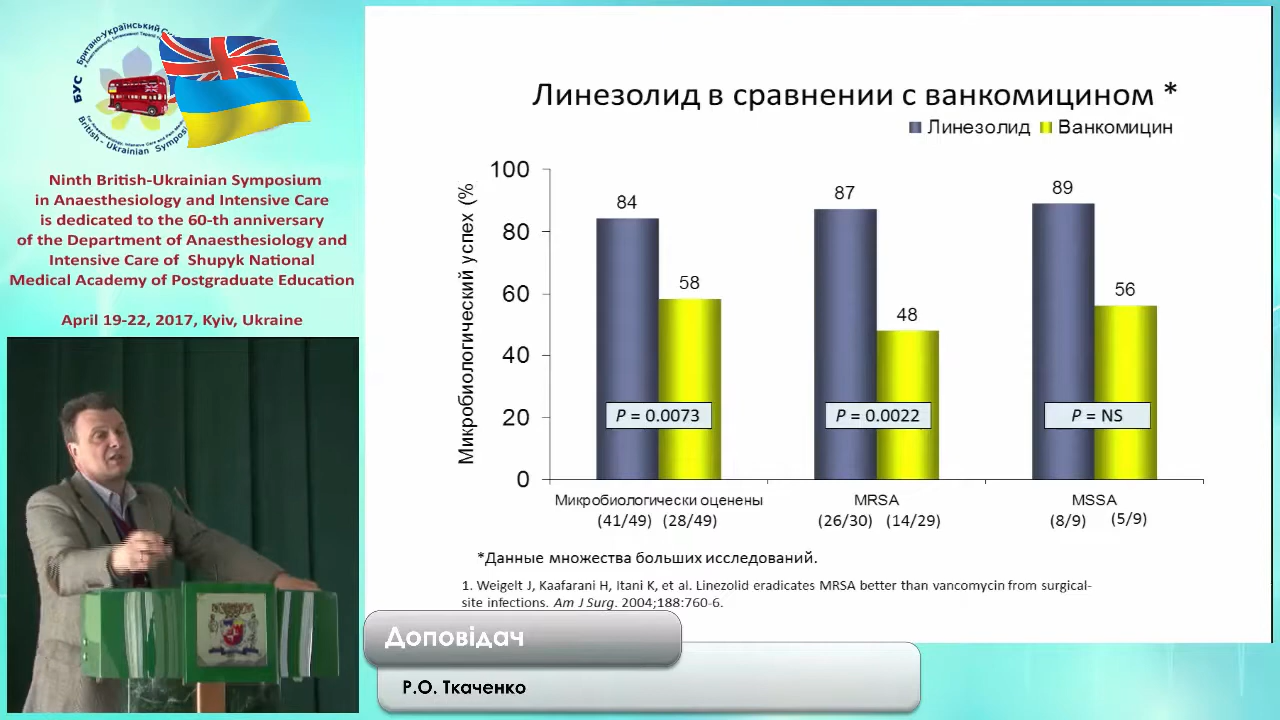 Британо-Український
БУС
British - Ukrainian Symposi
Ninth British-Ukrainian Symposium
in Anaesthesiology and Intensive Care
is dedicated to the 60-th anniversary
of the Department of Anaesthesiology and
Intensive Care of Shupyk National
Medical Academy of Postgraduate Education
April 19-22, 2017, Kyiv, Ukraine
Линезолид в сравнении с ванкомицином *
Линезолид Ванкомицин
Микробиологический успех (%
100
80
60
40
20
0
84
58
87
48
89
56
P = 0.0073
P = 0.0022
P = NS
Микробиологически оценены
(41/49) (28/49)
MRSA
(26/30) (14/29)
MSSA
(8/9) (5/9)
*Данные множества больших исследований.
1. Weigelt J, Kaafarani H, Itani K, et al. Linezolid eradicates MRSA better than vancomycin from surgical-
site infections. Am J Surg. 2004;188:760-6.
Доповідач
Р.О. Ткаченко